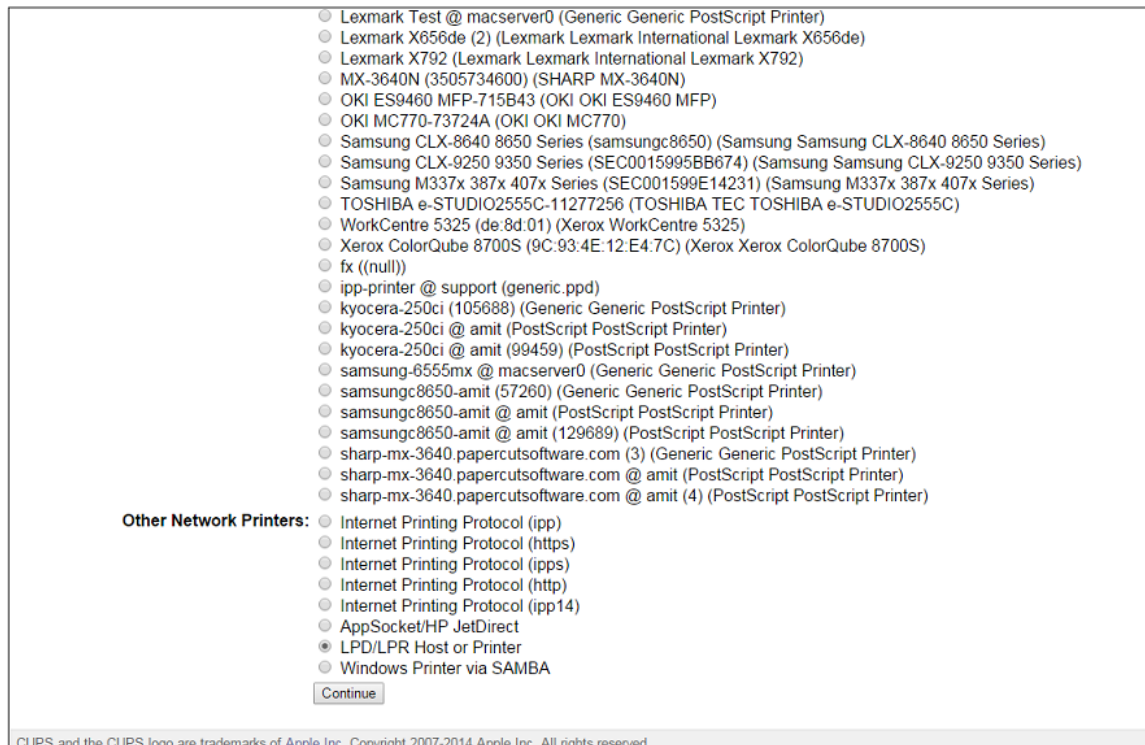 Lexmark Test @ macserver0 (Generic Generic PostScript Printer)
Lexmark X656de (2) (Lexmark Lexmark International Lexmark X656de)
Lexmark X792 (Lexmark Lexmark International Lexmark X792)
MX-3640N (3505734600) (SHARP MX-3640N)
OKI ES9460 MFP-715B43 (OKI OKI ES9460 MFP)
OKI MC770-73724A (OKI OKI MC770)
Samsung CLX-8640 8650 Series (samsungc8650) (Samsung Samsung CLX-8640 8650 Series)
Samsung CLX-9250 9350 Series (SEC0015995BB674) (Samsung Samsung CLX-9250 9350 Series)
Samsung M337x 387x 407x Series (SEC001599E14231) (Samsung M337x 387x 407x Series)
TOSHIBA e-STUDIO2555C-11277256 (TOSHIBA TEC TOSHIBA e-STUDIO2555C)
WorkCentre 5325 (de:8d:01) (Xerox WorkCentre 5325)
Xerox ColorQube 8700S (9C:93:4E:12:E4:7C) (Xerox Xerox ColorQube 8700S)
fx ((null))
ipp-printer @ support (generic.ppd)
kyocera-250ci (105688) (Generic Generic PostScript Printer)
kyocera-250ci @ amit (PostScript PostScript Printer)
kyocera-250ci @ amit (99459) (PostScript PostScript Printer)
samsung-6555mx @ macserver0 (Generic Generic PostScript Printer)
samsungc8650-amit (57260) (Generic Generic PostScript Printer)
samsungc8650-amit @ amit (PostScript PostScript Printer)
samsungc8650-amit @ amit (129689) (PostScript PostScript Printer)
sharp-mx-3640.papercutsoftware.com (3) (Generic Generic PostScript Printer)
sharp-mx-3640.papercutsoftware.com @ amit (PostScript PostScript Printer)
sharp-mx-3640.papercutsoftware.com @ amit (4) (PostScript PostScript Printer)
Other Network Printers: Internet Printing Protocol (ipp)
Internet Printing Protocol (https)
Internet Printing Protocol (ipps)
Internet Printing Protocol (http)
Internet Printing Protocol (ipp14)
AppSocket/HP JetDirect
LPD/LPR Host or Printer
Windows Printer via SAMBA
Continue
CUPS and the CUPS logo are trademarks of Apple Inc. Copyright 2007-2014 Apple Inc. All rights reserved.